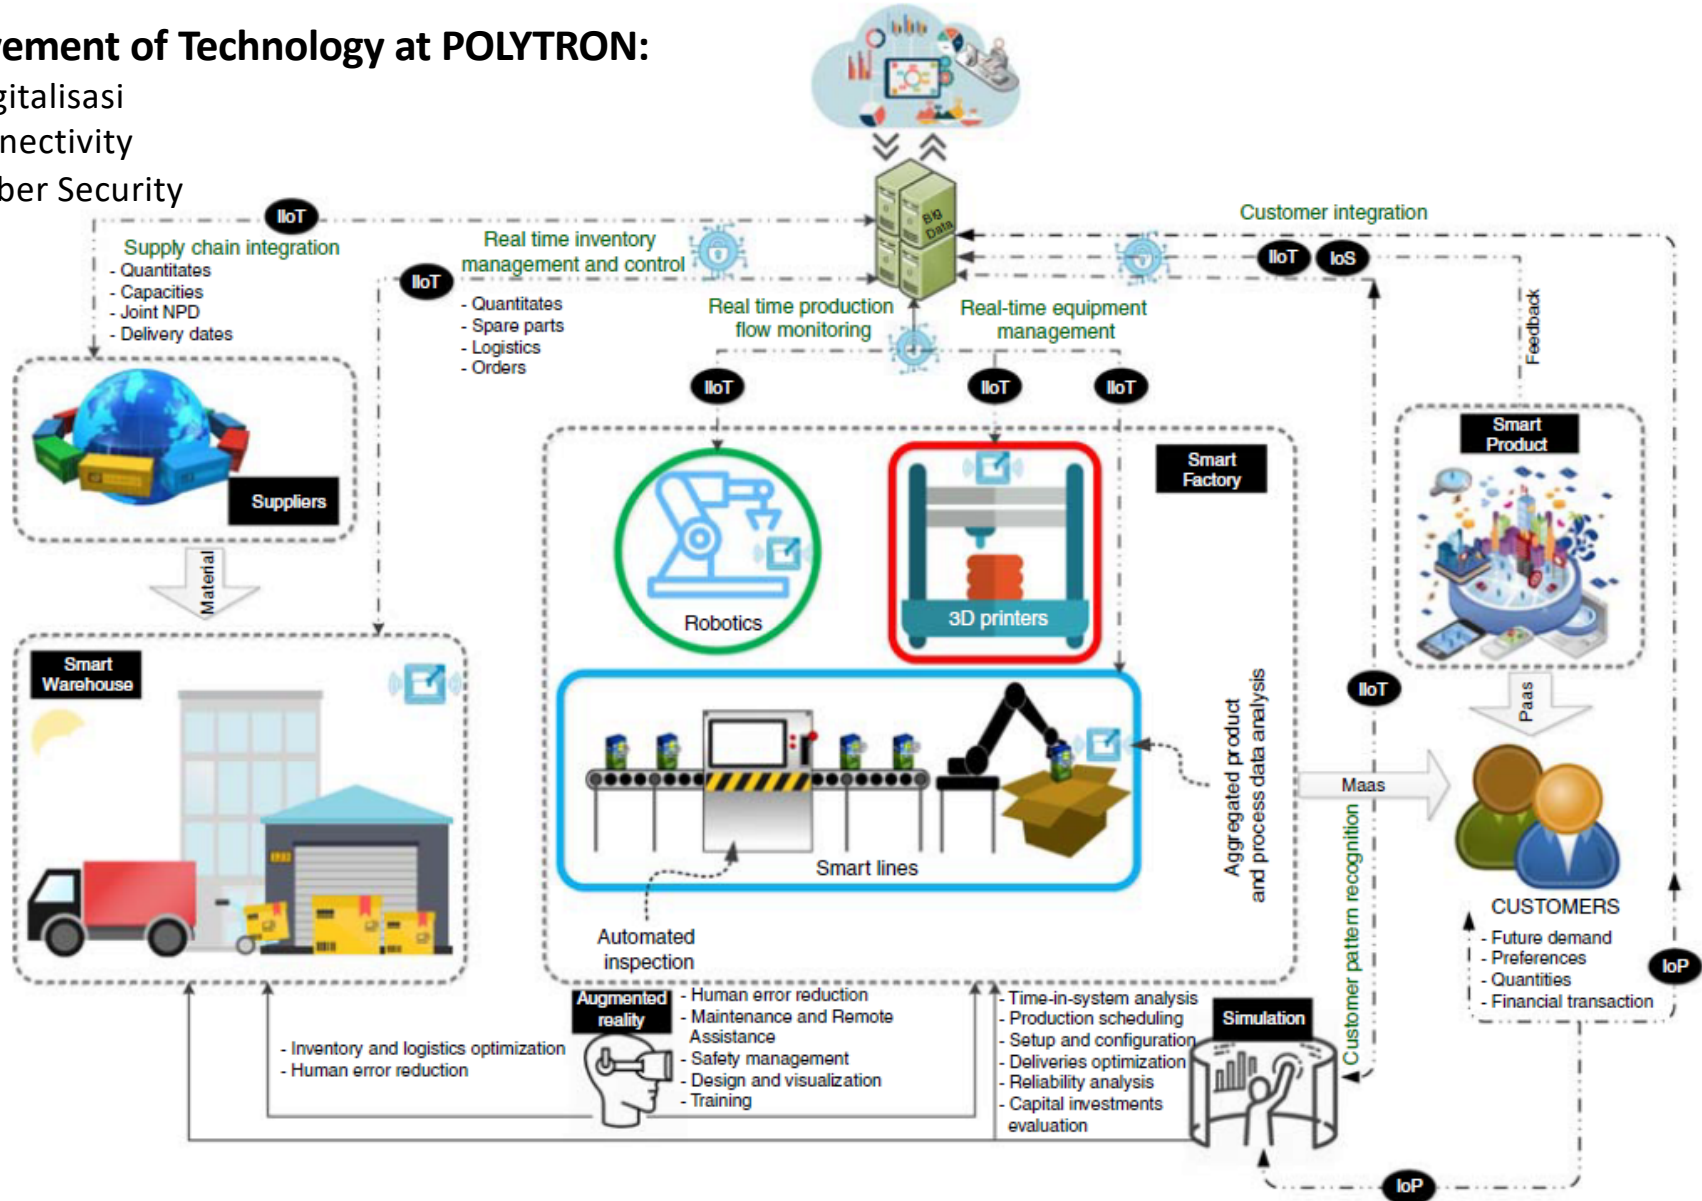 vement of Technology at POLYTRON:
gitalisasi
nnectivity
ber Security
Big
Data
IIoT
Supply chain integration
- Quantitates
- Capacities
- Joint NPD
- Delivery dates
IIoT
Real time inventory
management and control
- Quantitates
- Spare parts
- Logistics
- Orders
Real time production
flow monitoring
Real-time equipment
management
IIoT
IIoT
IIoT
Customer integration
IIoT
IoS
Feedback
Suppliers
Material
Smart
Warehouse
123
Smart
Factory
Robotics
3D printers
Smart lines
Automated
inspection
Aggregated product
and process data analysis
Smart
Product
Paas
IIoT
Maas
Customer pattern recognition
CUSTOMERS
- Future demand
- Preferences
- Quantities
- Financial transaction
IoP
- Inventory and logistics optimization
- Human error reduction
Augmented
reality
- Human error reduction
- Maintenance and Remote
Assistance
- Safety management
- Design and visualization
- Training
- Time-in-system analysis
- Production scheduling
- Setup and configuration
- Deliveries optimization
- Reliability analysis
- Capital investments
evaluation
Simulation
IoP